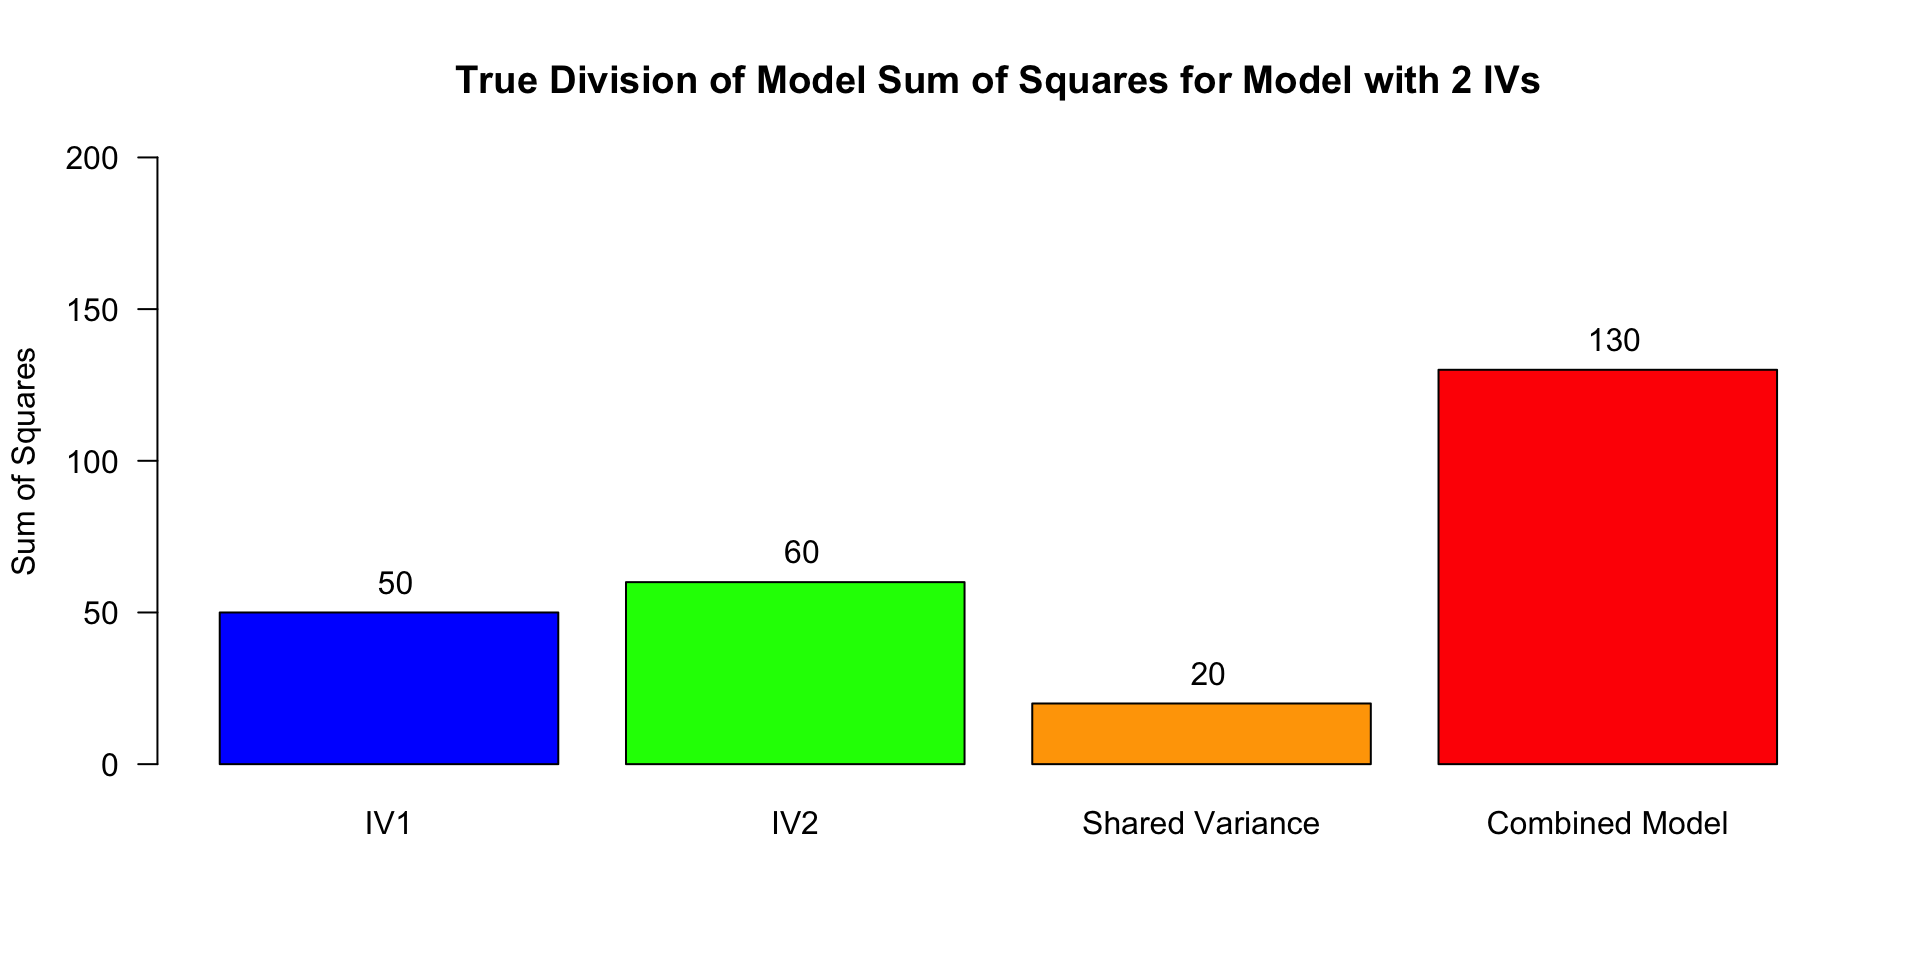 True Division of Model Sum of Squares for Model with 2 IVs
Sum of Squares
200
150
100
50
0
50
60
20
130
IV1
IV2
Shared Variance
Combined Model